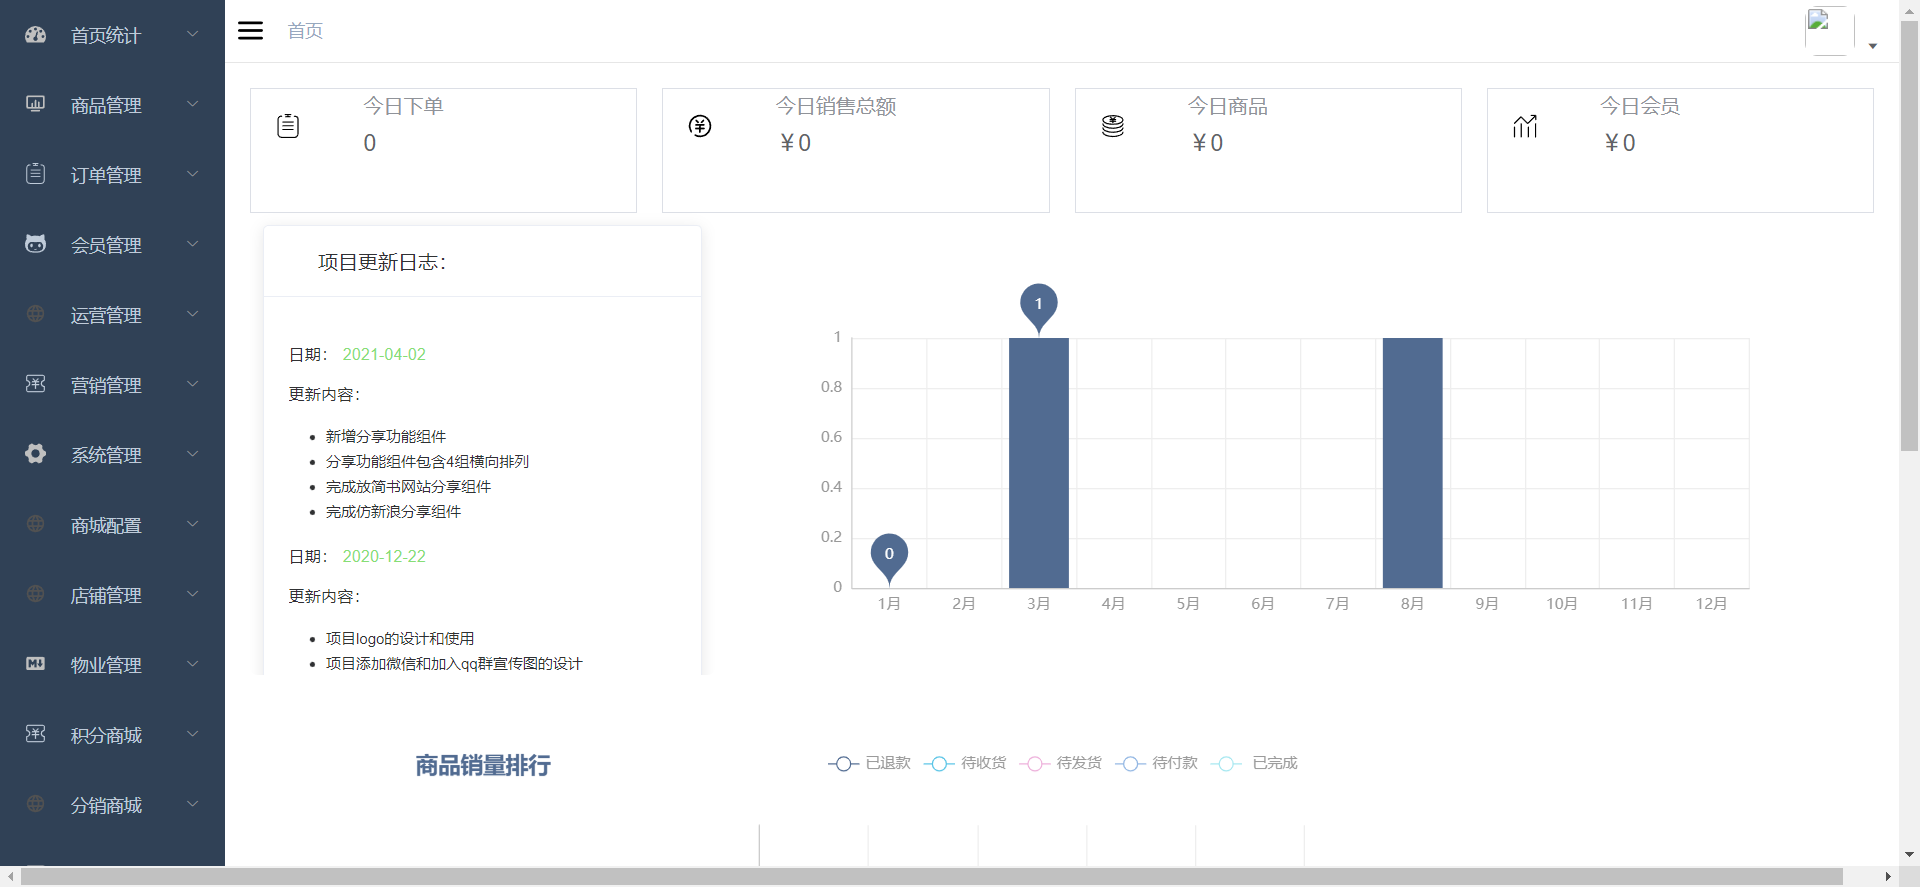 首页统计
商品管理
订单管理
会员管理
运营管理
营销管理
系统管理
商城配置
店铺管理
物业管理
积分商城
分销商城
首页
今日下单
0
今日销售总额
¥0
今日商品
¥0
今日会员
¥0
项目更新日志：
日期： 2021-04-02
更新内容：
新增分享功能组件
分享功能组件包含4组横向排列
完成放简书网站分享组件
完成仿新浪分享组件
日期： 2020-12-22
更新内容：
项目logo的设计和使用
项目添加微信和加入qq群宣传图的设计
1
0
1
0.8
0.6
0.4
0.2
0
1月 2月 3月 4月 5月 6月 7月 8月 9月 10月 11月 12月
商品销量排行
已退款 待收货 待发货 待付款 已完成